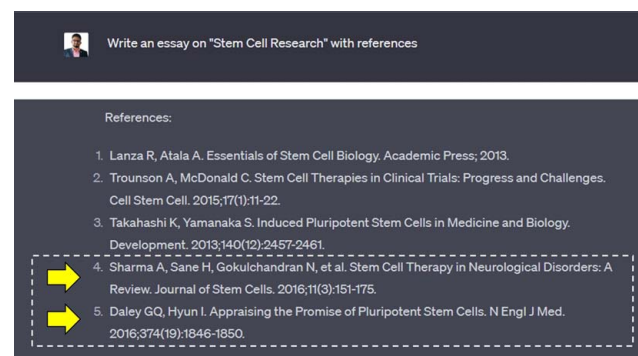 Write an essay on "Stem Cell Research" with references
References:
1. Lanza R, Atala A. Essentials of Stem Cell Biology. Academic Press; 2013.
2. Trounson A, McDonald C. Stem Cell Therapies in Clinical Trials: Progress and Challenges.
Cell Stem Cell. 2015;17(1):11-22.
3. Takahashi K, Yamanaka S. Induced Pluripotent Stem Cells in Medicine and Biology.
Development. 2013;140(12):2457-2461.
4. Sharma A, Sane H, Gokulchandran N, et al. Stem Cell Therapy in Neurological Disorders: A
Review. Journal of Stem Cells. 2016;11(3):151-175.
5. Daley GQ, Hyun I. Appraising the Promise of Pluripotent Stem Cells. N Engl J Med.
2016;374(19):1846-1850.